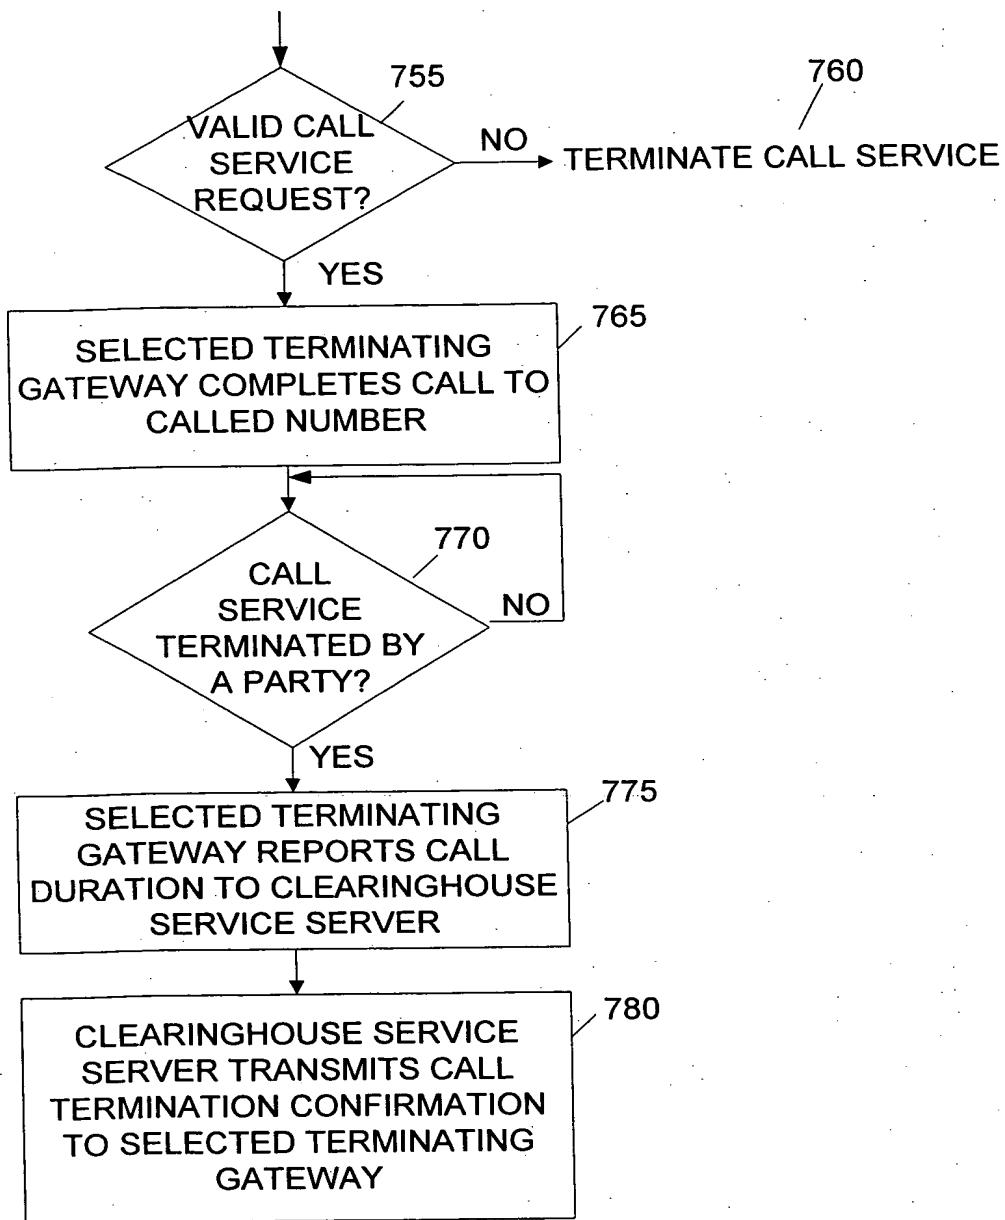 755
VALID CALL
SERVICE
REQUEST?
NO
760
TERMINATE CALL SERVICE
YES
765
SELECTED TERMINATING
GATEWAY COMPLETES CALL TO
CALLED NUMBER
770
CALL
SERVICE
TERMINATED BY
A PARTY?
NO
YES
775
SELECTED TERMINATING
GATEWAY REPORTS CALL
DURATION TO CLEARINGHOUSE
SERVICE SERVER
780
CLEARINGHOUSE SERVICE
SERVER TRANSMITS CALL
TERMINATION CONFIRMATION
TO SELECTED TERMINATING
GATEWAY